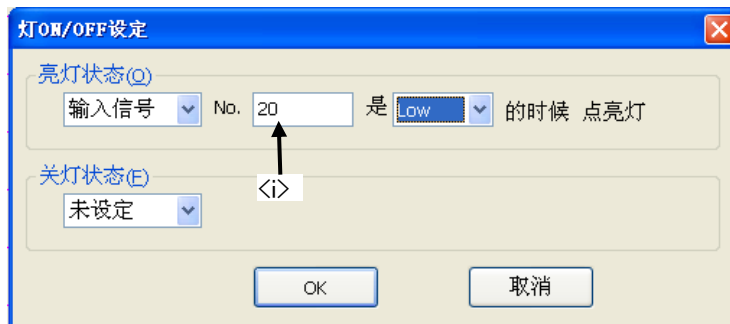 灯ON/OFF设定
亮灯状态(O)
输入信号 No. 20 是 Low 的时候 点亮灯
<i>
关灯状态(E)
未设定
OK 取消